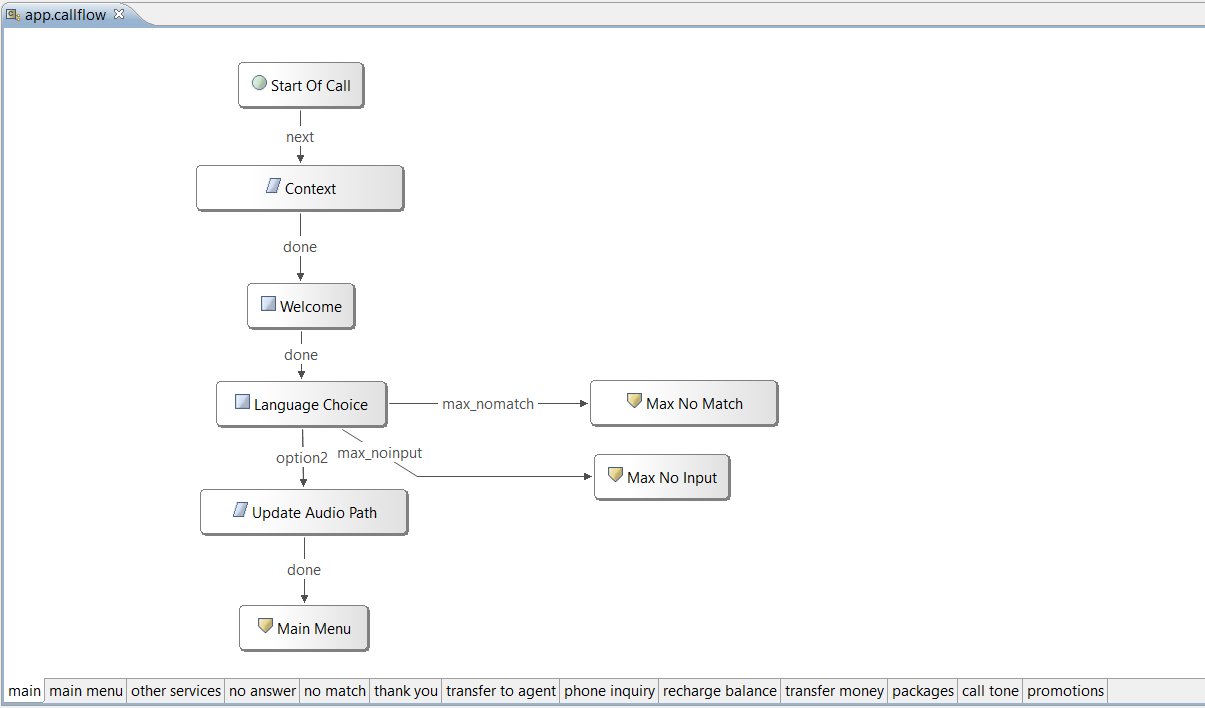 app.callflow
Start Of Call
next
Context
done
Welcome
done
Language Choice
max_nomatch
Max No Match
option2
max_noinput
Max No Input
Update Audio Path
done
Main Menu
main main menu other services no answer no match thank you transfer to agent phone inquiry recharge balance transfer money packages call tone promotions